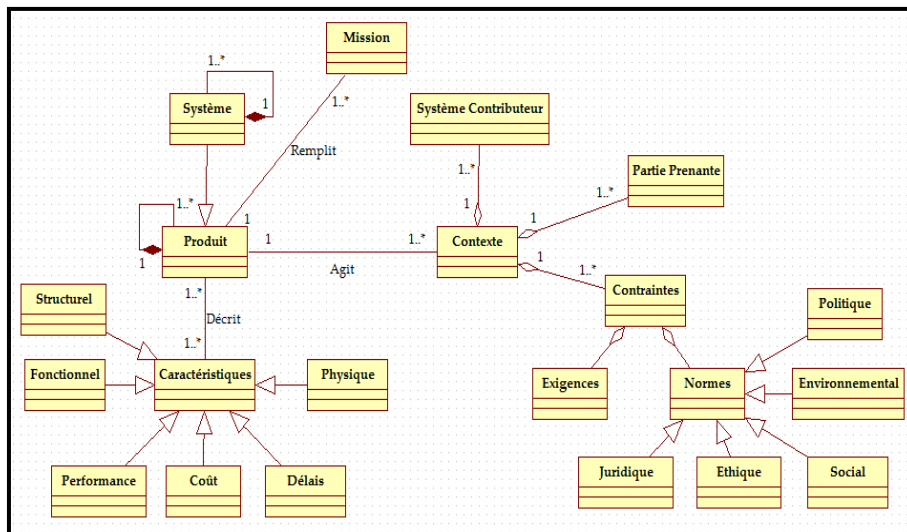 Mission
1..*
Système
1
1..*
Système Contributeur
Remplit
1..*
Partie Prenante
1..*
1..*
1
1
1
Produit
1
1..*
Contexte
1
Agit
1
1..*
Contraintes
1..*
Structurel
Décrit
Politique
1..*
Fonctionnel
Caractéristiques
Physique
Exigences
Normes
Environnemental
Performance
Coût
Délais
Juridique
Ethique
Social